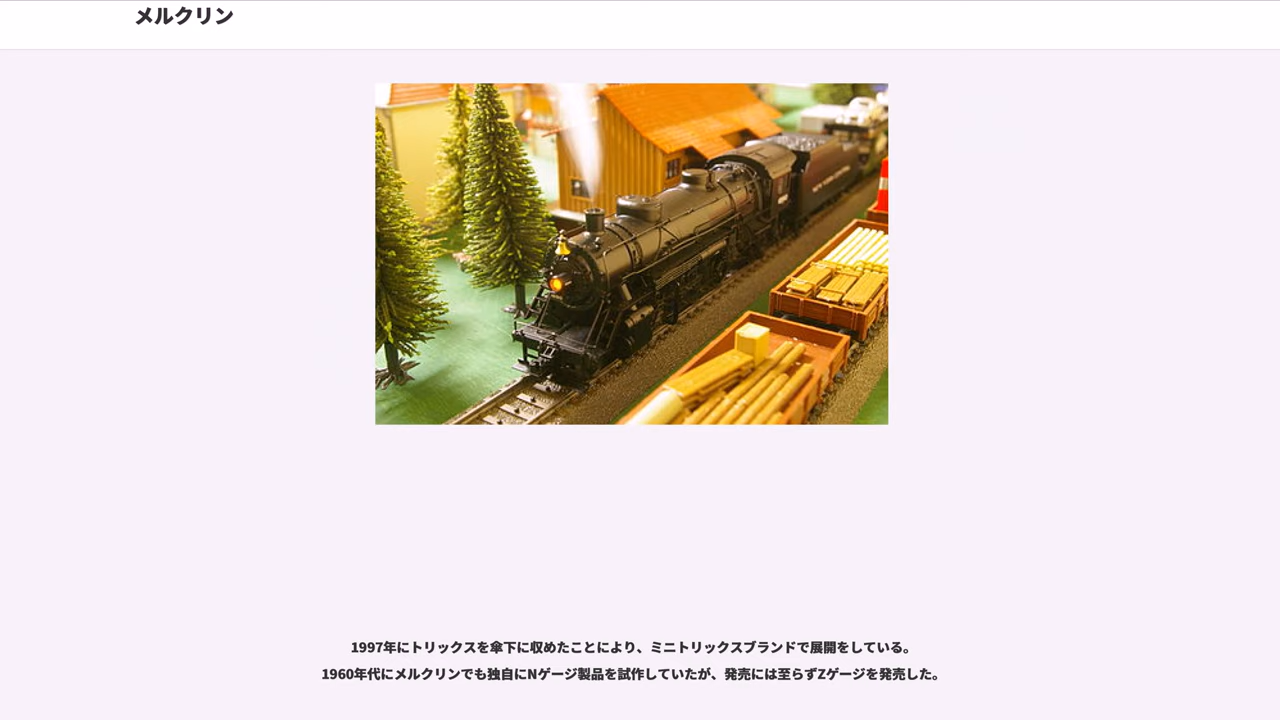 メルクリン
1997年にトリックスを傘下に収めたことにより、ミニトリックスブランドで展開をしている。
1960年代にメルクリンでも独自にNゲージ製品を試作していたが、発売には至らずZゲージを発売した。